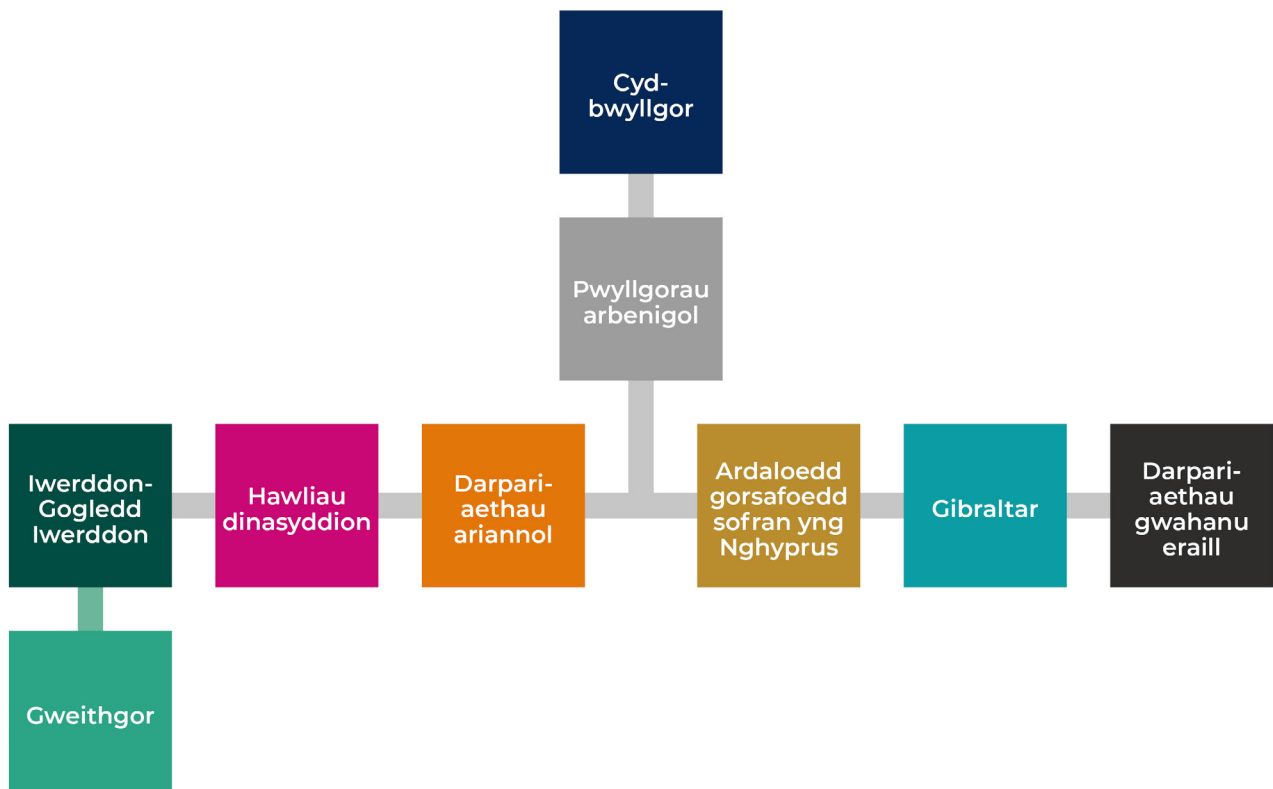 Cyd-
bwyllgor
Pwyllgorau
arbenigol
Iwerddon-
Gogledd
Iwerddon
Hawliau
dinasyddion
Darpari-
aethau
ariannol
Ardaloedd
gorsafoedd
sofran yng
Nghyprus
Gibraltar
Darpari-
aethau
gwahanu
eraill
Gweithgor